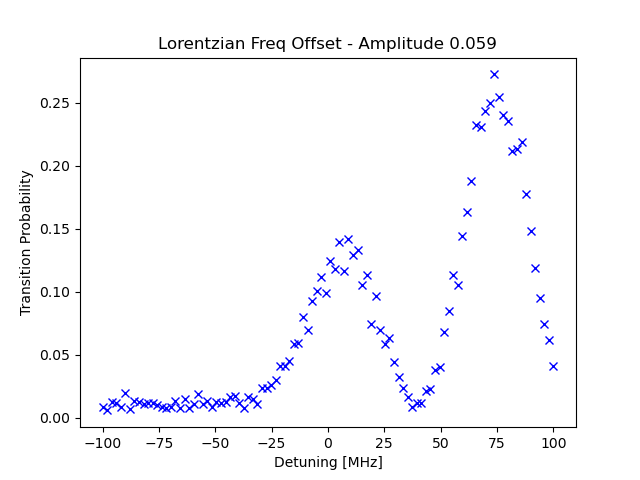 Lorentzian Freq Offset - Amplitude 0.059
Transition Probability
0.25
0.20
0.15
0.10
0.05
0.00
−100 −75 −50 −25 0 25 50 75 100
Detuning [MHz]